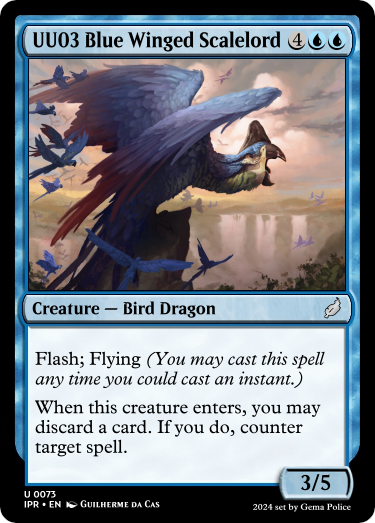 UU03 Blue Winged Scalelord 4
Creature — Bird Dragon
Flash; Flying (You may cast this spell
any time you could cast an instant.)
When this creature enters, you may
discard a card. If you do, counter
target spell.
3/5
U 0073
IPR • EN Guilherme da Cas
2024 set by Gema Police